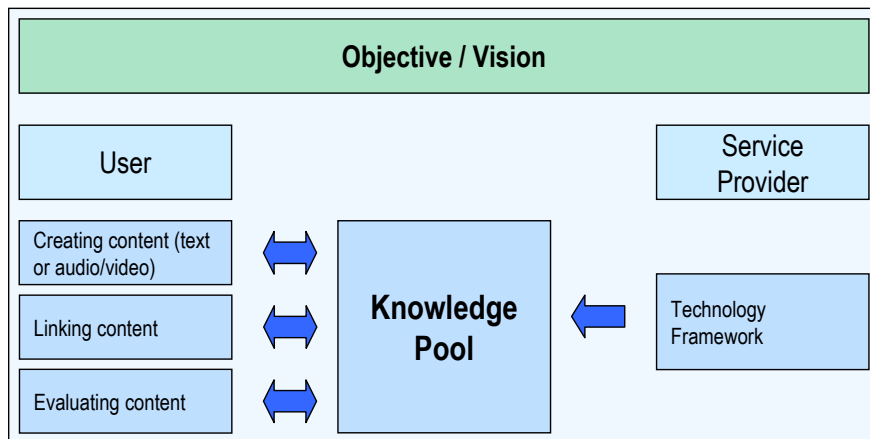 Objective / Vision
User
Service
Provider
Creating content (text
or audio/video)
Linking content
Evaluating content
Knowledge
Pool
Technology
Framework